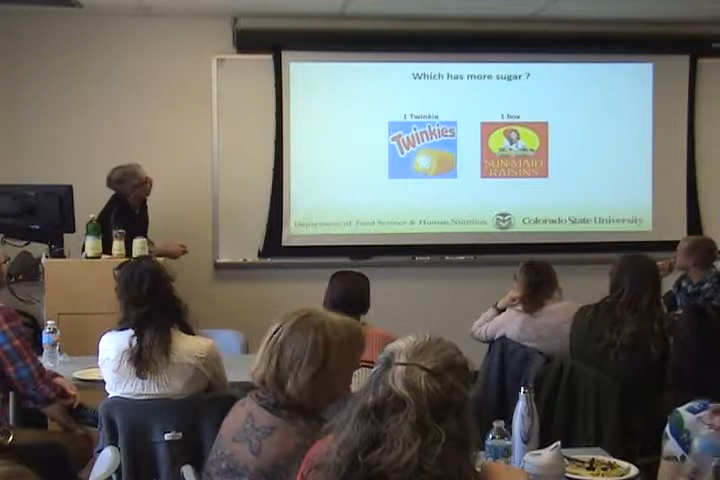 Which has more sugar ?
1 Twinkie
1 box
Twinkies
SUN-MAID
RAISINS
Department of Food Science & Human Nutrition
Colorado State University